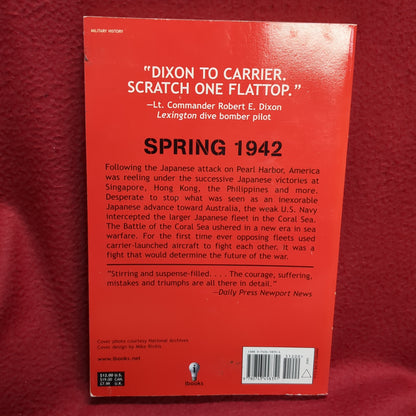 MILITARY HISTORY
“DIXON TO CARRIER.
SCRATCH ONE FLATTOP.”
—Lt. Commander Robert E. Dixon
Lexington dive bomber pilot
SPRING 1942
Following the Japanese attack on Pearl Harbor, America
was reeling under the successive Japanese victories at
Singapore, Hong Kong, the Philippines and more.
Desperate to stop what was seen as an inexorable
Japanese advance toward Australia, the weak U.S. Navy
intercepted the larger Japanese fleet in the Coral Sea.
The Battle of the Coral Sea ushered in a new era in sea
warfare. For the first time ever opposing fleets used
carrier-launched aircraft to fight each other. It was a
fight that would determine the future of the war.
“Stirring and suspense-filled. . . . The courage, suffering,
mistakes and triumphs are all there in detail.”
—Daily Press Newport News
Cover photo courtesy National Archives
Cover design by Mike Rivilis
www.ibooks.net
$13.00 U.S.
$19.00 CAN.
ibooks